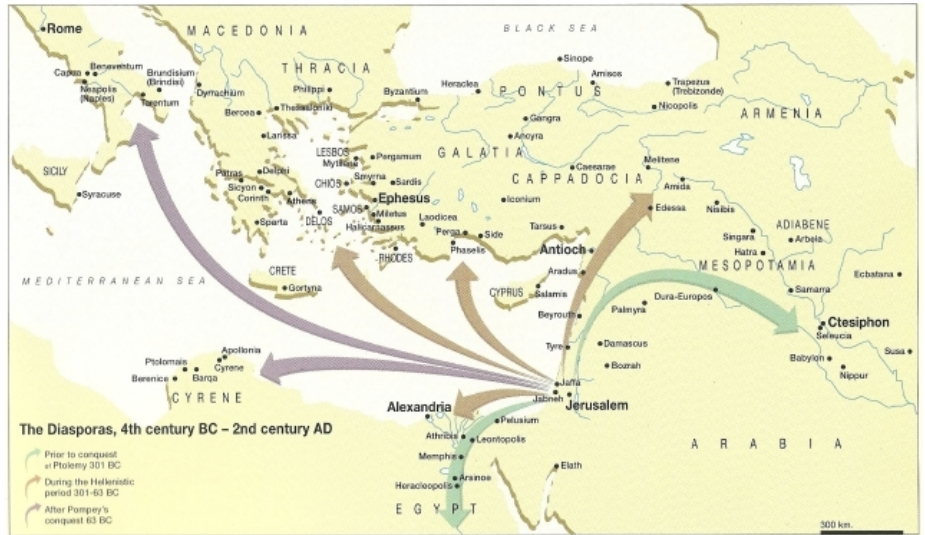 BLACK SEA
Rome
MACEDONIA
THRACIA
Sinope
Amisos
Trapezus
(Trebizonde)
Heraclea
PONTUS
Nicopolis
ARMENIA
Capua
Beneventum
Neapolis
(Naples)
Brundisium
(Brindisi)
Tarentum
Dyrrachium
Philippi
Byzantium
Beroea
Thessaloniki
Gangra
Ancyra
Larissa
GALATIA
LESBOS
Mytilene
Pergamum
Caesarae
Melitene
CAPPADOCIA
Amida
SICILY
Syracuse
Patras
Delphi
Sicyon
Corinth
Athens
CHIOS
Smyrna
Sardis
Ephesus
SAMOS
Miletus
Iconium
Edessa
Nisibis
Sparta
DELOS
Halicarnassus
Laodicea
Perga
Side
Tarsus
Singara
ADIABENE
Arbela
RHODES
Phaselis
Antioch
Hatra
MESOPOTAMIA
Ecbatana
MEDITERRANEAN SEA
CRETE
Gortyna
Aradus
CYPRUS
Salamis
Dura-Europos
Samarra
Beyrouth
Palmyra
Ctesiphon
Seleucia
Tyre
Damascus
Susa
Babylon
Bozrah
Nippur
Apollonia
Ptolomais
Cyrene
Berenice
Barqa
CYRENE
Jaffa
Jabneh
Jerusalem
Alexandria
Pelusium
Athribis
Leontopolis
ARABIA
Memphis
Elath
Arsinoe
Heracleopolis
EGYPT
The Diasporas, 4th century BC – 2nd century AD
Prior to conquest
of Ptolemy 301 BC
During the Hellenistic
period 301-63 BC
After Pompey's
conquest 63 BC
300 km.